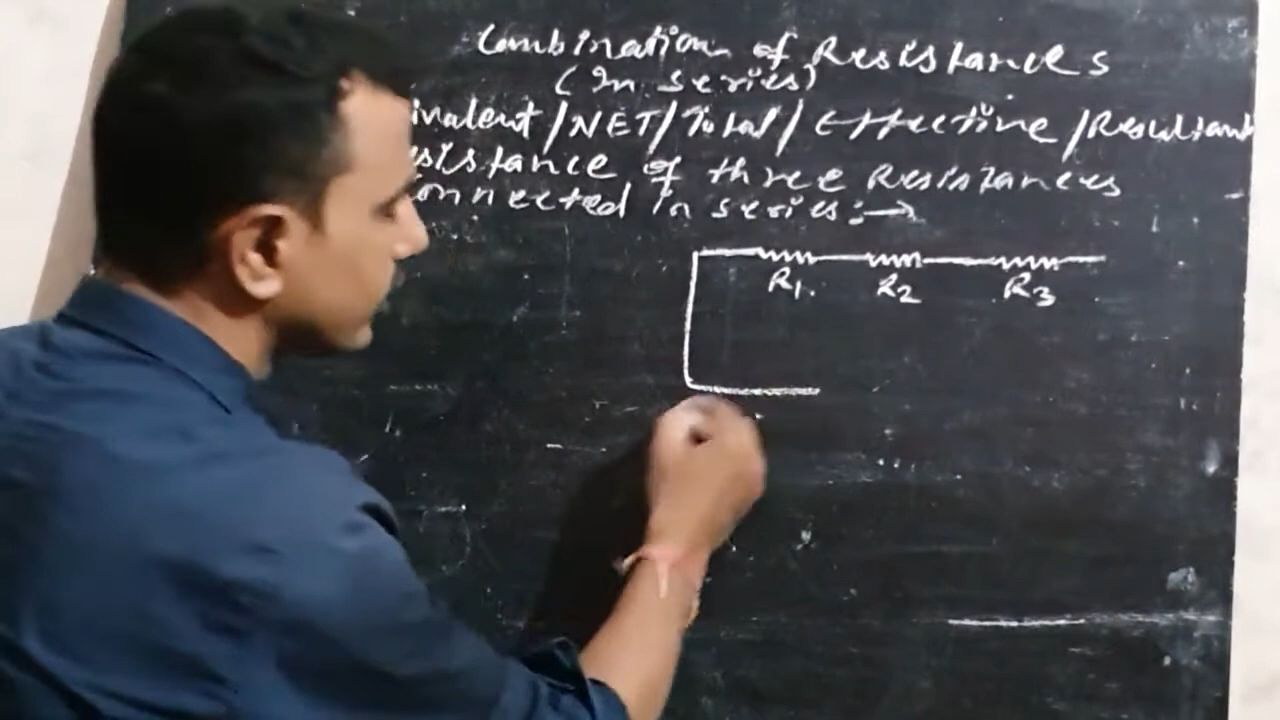 Combination of Resistances
(In series)
ivalent/NET/Total/Effective/Resultant
sistance of three Resistances
onnected in series:→
R1. R2 R3